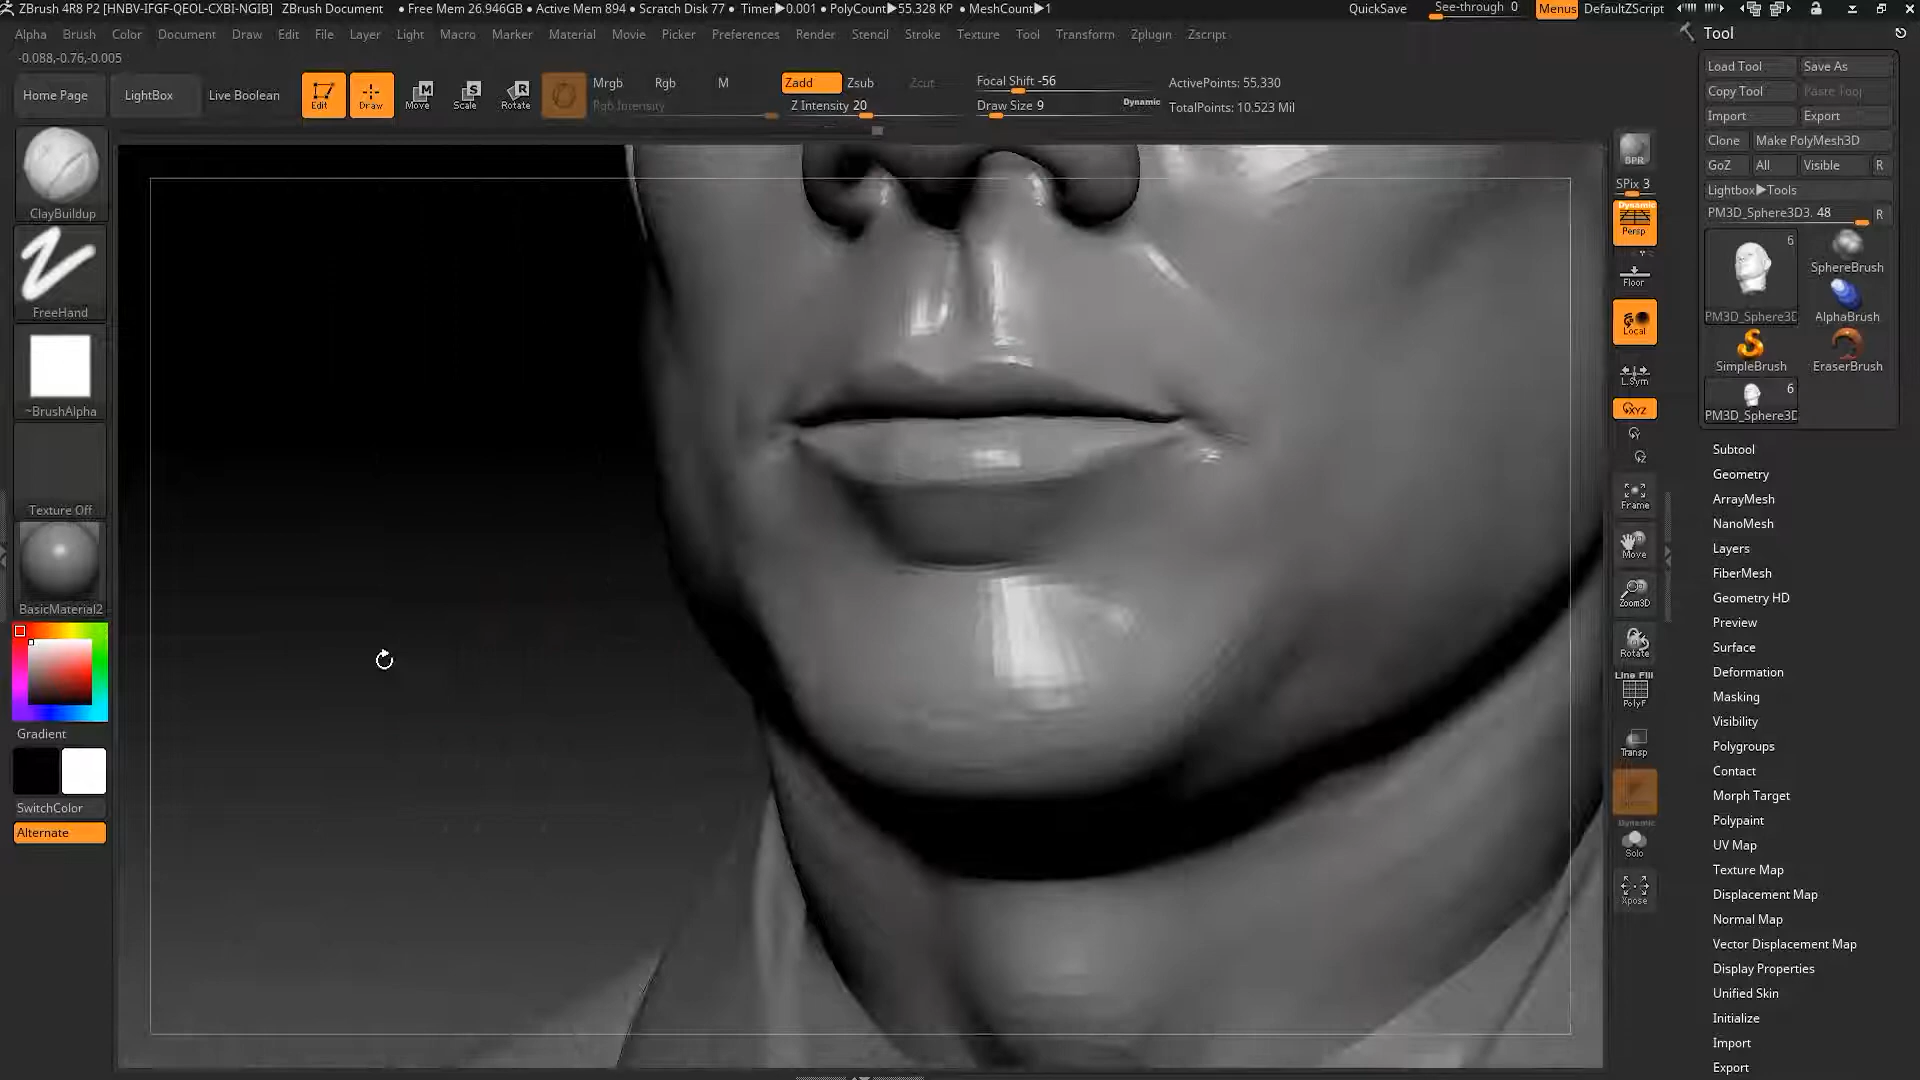 ZBrush 4R8 P2 [HNBV-IFGF-QEOL-CXBI-NGIB] ZBrush Document • Free Mem 26.946GB • Active Mem 894 • Scratch Disk 77 • Timer▶0.001 • PolyCount▶55.328 KP • MeshCount▶1 QuickSave See-through 0 Menus DefaultZScript
Alpha Brush Color Document Draw Edit File Layer Light Macro Marker Material Movie Picker Preferences Render Stencil Stroke Texture Tool Transform Zplugin Zscript
-0.088,-0.76,-0.005
Home Page LightBox Live Boolean Edit Draw Move Scale Rotate
M S R
Mrgb Rgb M
Rgb Intensity
Zadd Zsub Zcut
Z Intensity 20
Focal Shift -56
Draw Size 9 Dynamic
ActivePoints: 55,330
TotalPoints: 10.523 Mil
ClayBuildup
FreeHand
~BrushAlpha
Texture Off
BasicMaterial2
Gradient
SwitchColor
Alternate
BPR
SPix 3
Dynamic
Persp
Floor
Local
L.Sym
XYZ
Y
Z
Frame
Move
Zoom3D
Rotate
Line Fill
PolyF
Transp
Dynamic
Solo
Xpose
Tool
Load Tool Save As
Copy Tool Paste Tool
Import Export
Clone Make PolyMesh3D
GoZ All Visible R
Lightbox▶Tools
PM3D_Sphere3D3. 48 R
6
SphereBrush
PM3D_Sphere3D AlphaBrush
SimpleBrush EraserBrush
6
PM3D_Sphere3D
Subtool
Geometry
ArrayMesh
NanoMesh
Layers
FiberMesh
Geometry HD
Preview
Surface
Deformation
Masking
Visibility
Polygroups
Contact
Morph Target
Polypaint
UV Map
Texture Map
Displacement Map
Normal Map
Vector Displacement Map
Display Properties
Unified Skin
Initialize
Import
Export